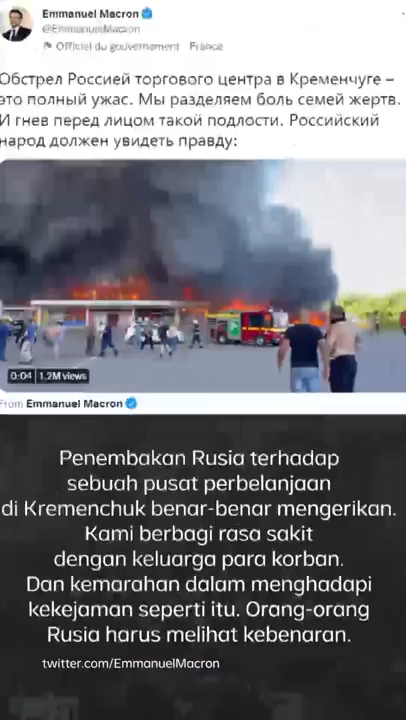 Emmanuel Macron
@EmmanuelMacron
Officiel du gouvernement - France
Обстрел Россией торгового центра в Кременчуге –
это полный ужас. Мы разделяем боль семей жертв.
И гнев перед лицом такой подлости. Российский
народ должен увидеть правду:
0:04 1.2M views
From Emmanuel Macron
Penembakan Rusia terhadap
sebuah pusat perbelanjaan
di Kremenchuk benar-benar mengerikan.
Kami berbagi rasa sakit
dengan keluarga para korban.
Dan kemarahan dalam menghadapi
kekejaman seperti itu. Orang-orang
Rusia harus melihat kebenaran.
twitter.com/EmmanuelMacron